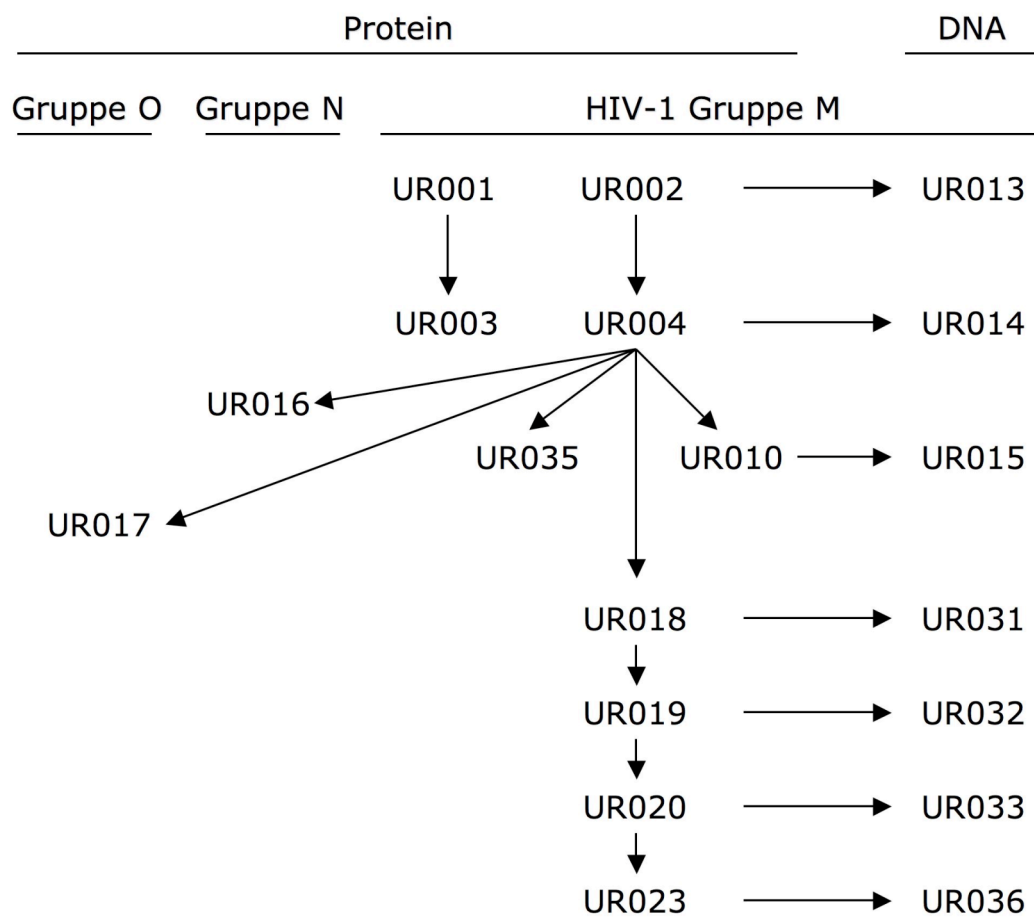 Protein DNA
Gruppe O Gruppe N HIV-1 Gruppe M
UR001 UR002 UR013
UR003 UR004 UR014
UR016
UR035 UR010 UR015
UR017
UR018 UR031
UR019 UR032
UR020 UR033
UR023 UR036